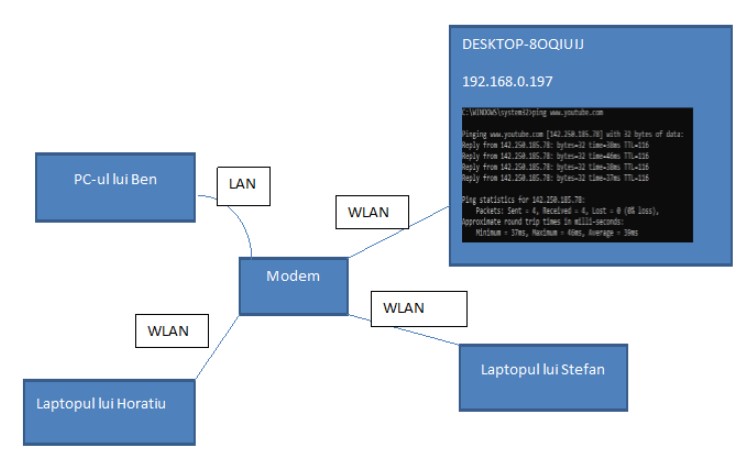 DESKTOP-8OQIUIJ
192.168.0.197
C:\WINDOWS\system32>ping www.youtube.com
Pinging www.youtube.com [142.250.185.78] with 32 bytes of data:
Reply from 142.250.185.78: bytes=32 time=38ms TTL=116
Reply from 142.250.185.78: bytes=32 time=46ms TTL=116
Reply from 142.250.185.78: bytes=32 time=38ms TTL=116
Reply from 142.250.185.78: bytes=32 time=37ms TTL=116
Ping statistics for 142.250.185.78:
Packets: Sent = 4, Received = 4, Lost = 0 (0% loss),
Approximate round trip times in milli-seconds:
Minimum = 37ms, Maximum = 46ms, Average = 39ms
PC-ul lui Ben
LAN
WLAN
Modem
WLAN
WLAN
Laptopul lui Stefan
Laptopul lui Horatiu